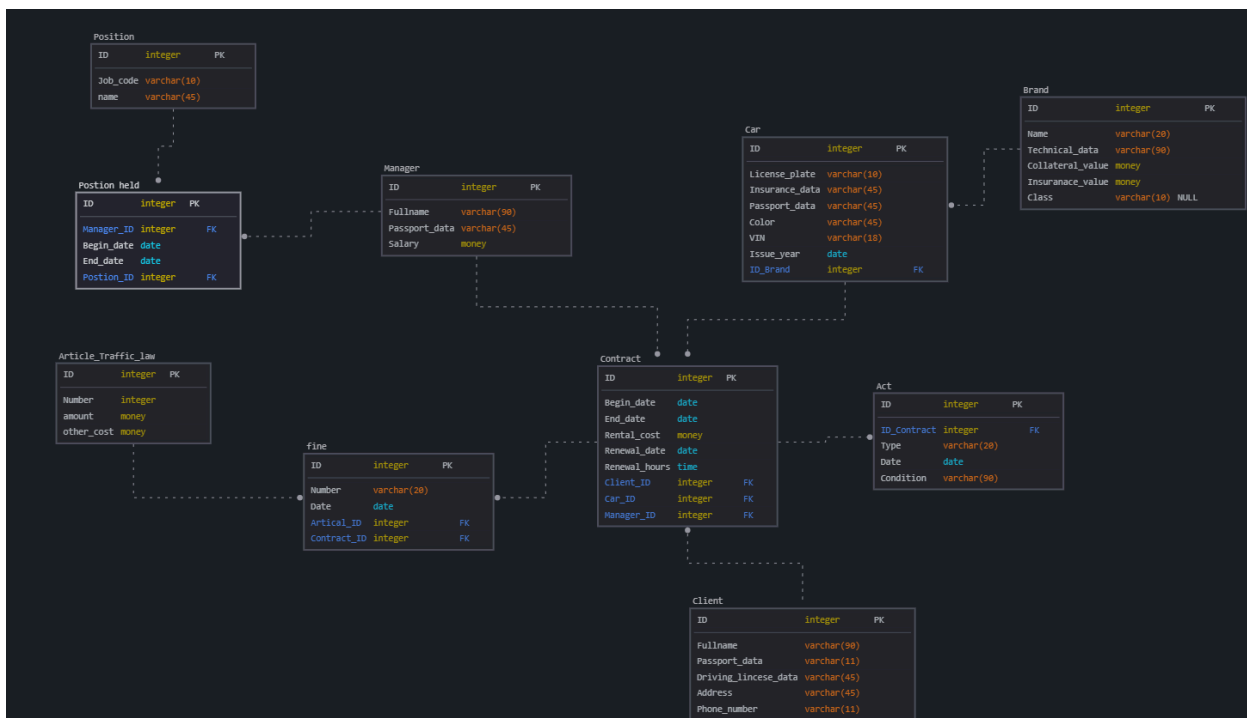 Position
ID integer PK
Job_code varchar(10)
name varchar(45)
Postion held
ID integer PK
Manager_ID integer FK
Begin_date date
End_date date
Postion_ID integer FK
Manager
ID integer PK
Fullname varchar(90)
Passport_data varchar(45)
Salary money
Car
ID integer PK
License_plate varchar(10)
Insurance_data varchar(45)
Passport_data varchar(45)
Color varchar(45)
VIN varchar(18)
Issue_year date
ID_Brand integer FK
Brand
ID integer PK
Name varchar(20)
Technical_data varchar(90)
Collateral_value money
Insuranace_value money
Class varchar(10) NULL
Article_Traffic_law
ID integer PK
Number integer
amount money
other_cost money
fine
ID integer PK
Number varchar(20)
Date date
Artical_ID integer FK
Contract_ID integer FK
Contract
ID integer PK
Begin_date date
End_date date
Rental_cost money
Renewal_date date
Renewal_hours time
Client_ID integer FK
Car_ID integer FK
Manager_ID integer FK
Act
ID integer PK
ID_Contract integer FK
Type varchar(20)
Date date
Condition varchar(90)
Client
ID integer PK
Fullname varchar(90)
Passport_data varchar(11)
Driving_lincese_data varchar(45)
Address varchar(45)
Phone_number varchar(11)